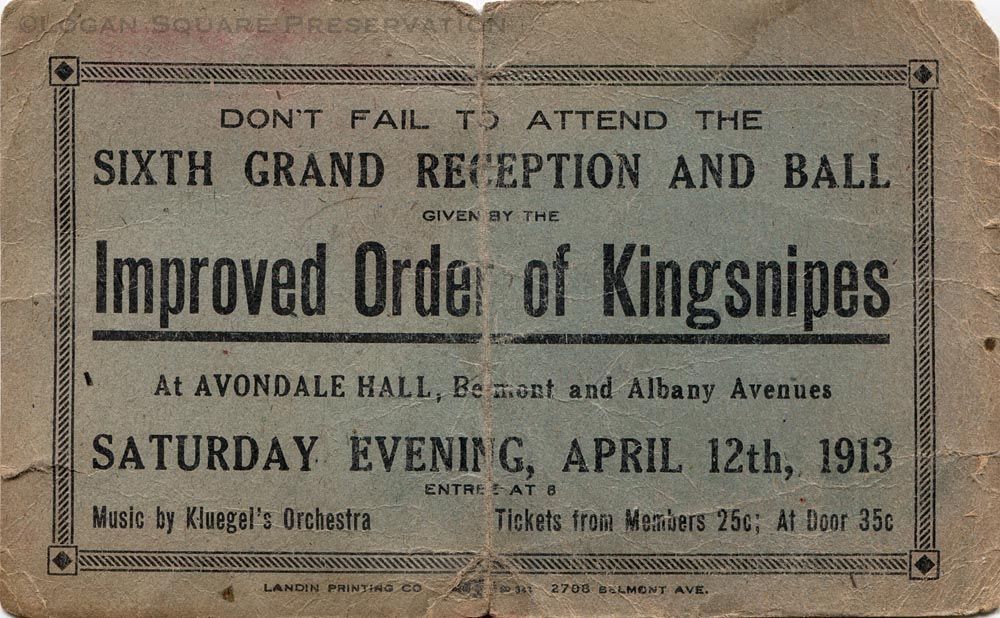 ©Logan Square Preservation
DON'T FAIL TO ATTEND THE
SIXTH GRAND RECEPTION AND BALL
GIVEN BY THE
Improved Order of Kingsnipes
At AVONDALE HALL, Belmont and Albany Avenues
SATURDAY EVENING, APRIL 12th, 1913
ENTREE AT 8
Music by Kluegel's Orchestra
Tickets from Members 25c; At Door 35c
LANDIN PRINTING CO
2708 BELMONT AVE.